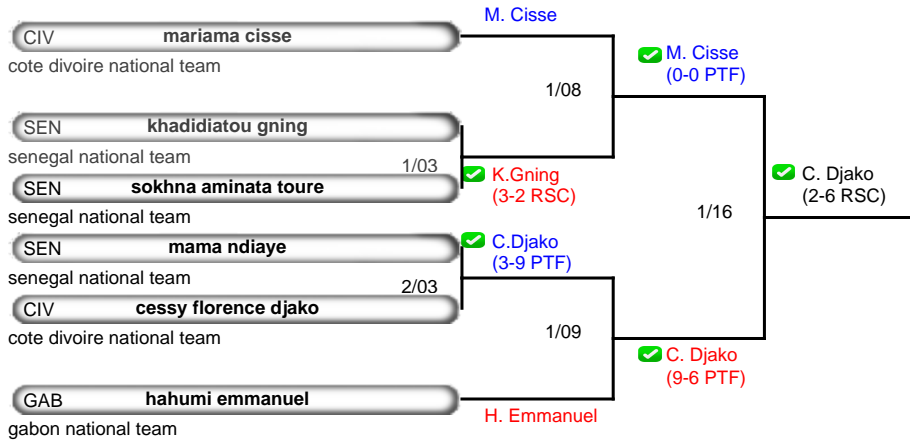 M. Cisse
CIV mariama cisse
cote divoire national team
M. Cisse
(0-0 PTF)
1/08
SEN khadidiatou gning
senegal national team
1/03
K.Gning
(3-2 RSC)
SEN sokhna aminata toure
senegal national team
C. Djako
(2-6 RSC)
1/16
SEN mama ndiaye
senegal national team
C.Djako
(3-9 PTF)
2/03
CIV cessy florence djako
cote divoire national team
1/09
C. Djako
(9-6 PTF)
GAB hahumi emmanuel
gabon national team
H. Emmanuel